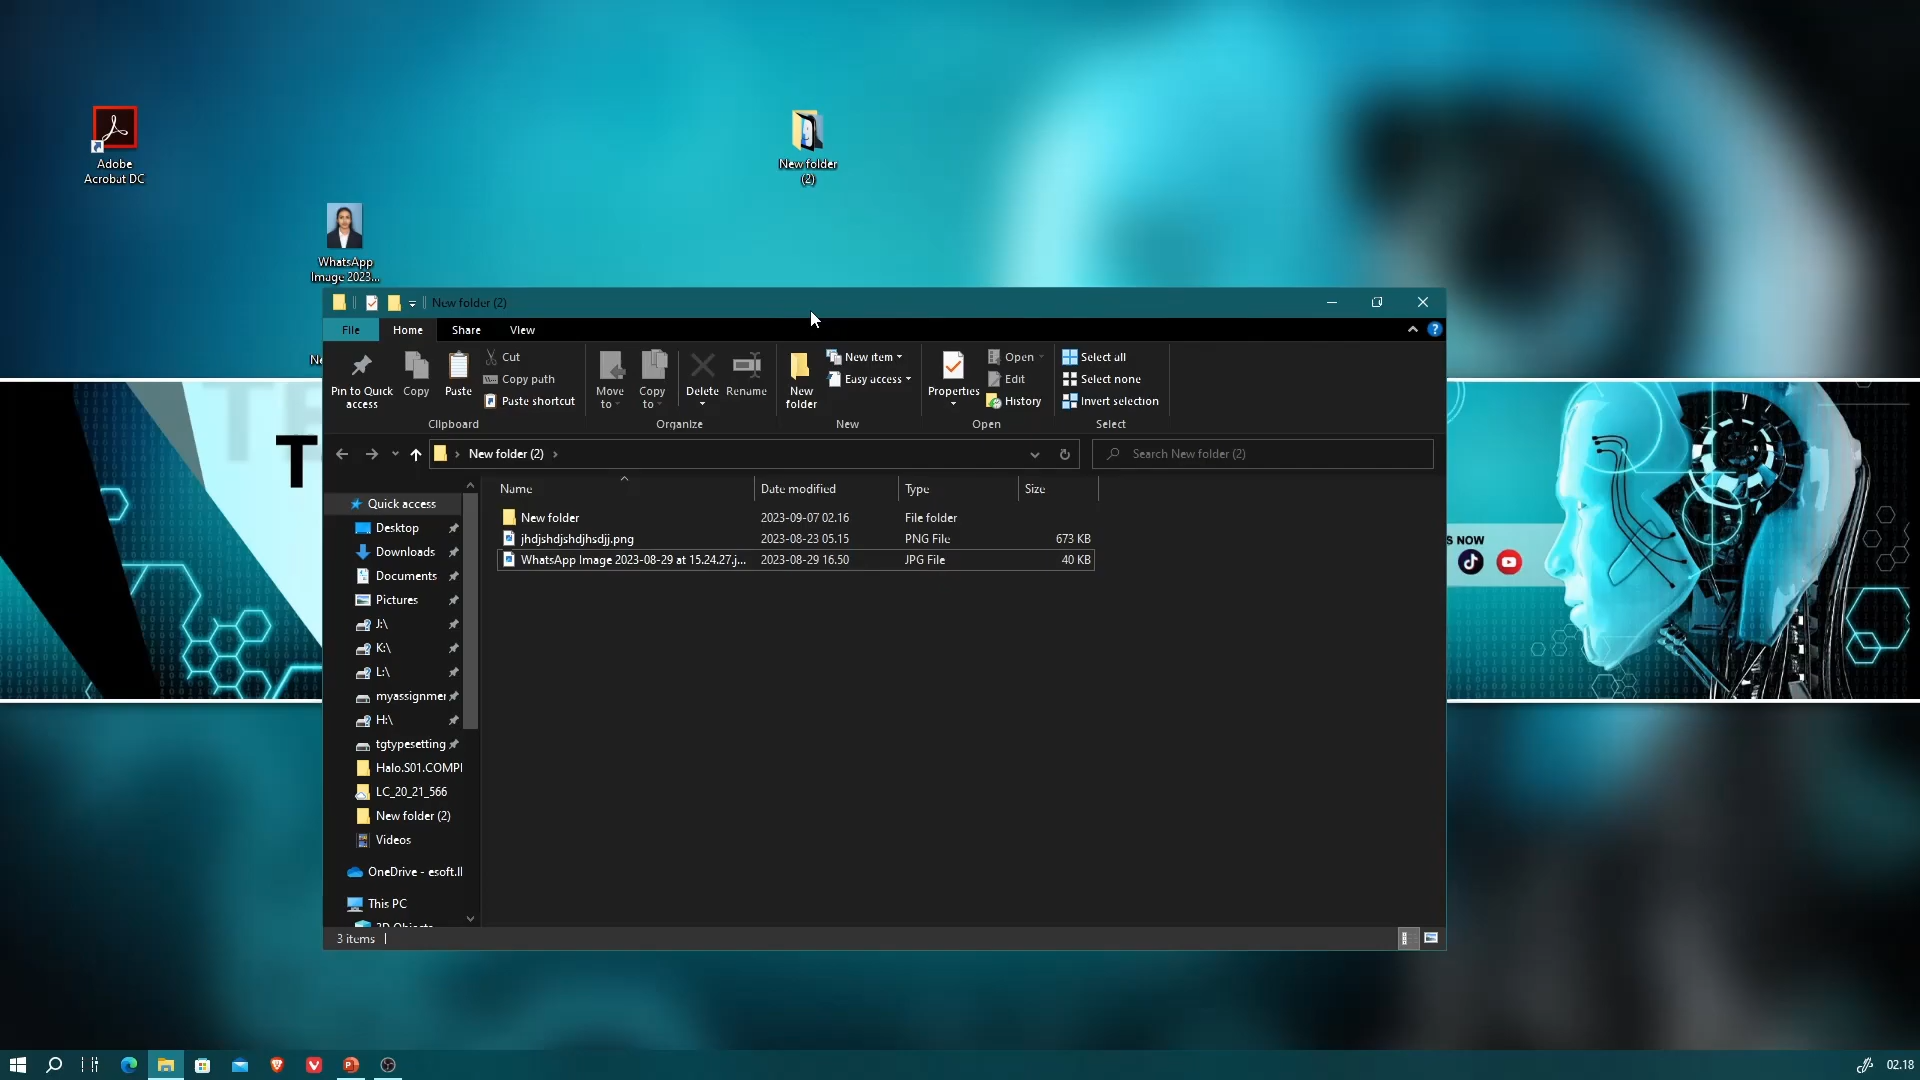 Adobe
Acrobat DC
New folder
(2)
WhatsApp
Image 2023...
Ne
New folder (2)
File
Home
Share
View
Pin to Quick
access
Copy
Paste
Cut
Copy path
Paste shortcut
Clipboard
Move
to
Copy
to
Delete
Rename
Organize
New
folder
New item
Easy access
New
Properties
Open
Edit
History
Open
Select all
Select none
Invert selection
Select
T
New folder (2)
Search New folder (2)
Name
Date modified
Type
Size
New folder
2023-09-07 02.16
File folder
jhdjshdjshdjhsdjj.png
2023-08-23 05.15
PNG File
673 KB
WhatsApp Image 2023-08-29 at 15.24.27.j...
2023-08-29 16.50
JPG File
40 KB
Quick access
Desktop
Downloads
Documents
Pictures
J:\
K:\
L:\
myassignmer
H:\
tgtypesetting
Halo.S01.COMPI
LC_20_21_566
New folder (2)
Videos
OneDrive - esoft.ll
This PC
3D Objects
S NOW
3 items
02.18